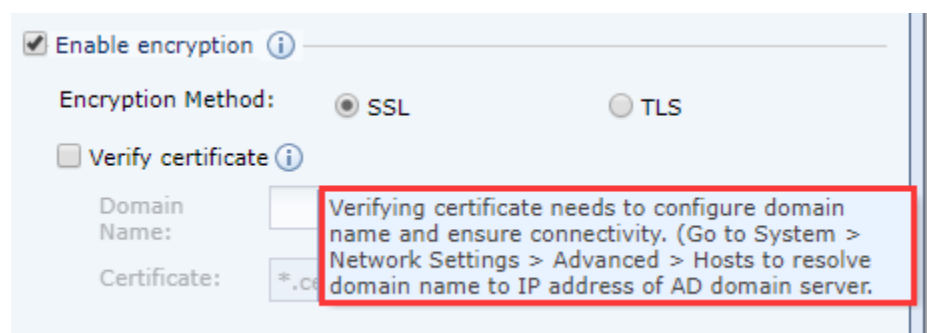 Enable encryption
Encryption Method: SSL TLS
Verify certificate
Domain
Name:
Verifying certificate needs to configure domain
name and ensure connectivity. (Go to System >
Network Settings > Advanced > Hosts to resolve
domain name to IP address of AD domain server.
Certificate: *.ce